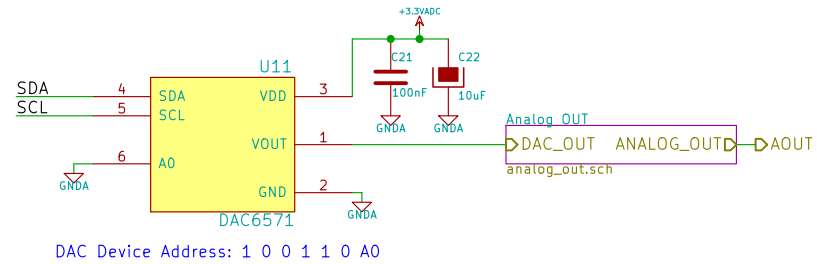 +3.3VADC
U11
C21
C22
SDA
4
SDA
VDD
3
100nF
10uF
SCL
5
SCL
GNDA
GNDA
Analog OUT
VOUT
1
DAC_OUT
ANALOG_OUT
AOUT
6
A0
analog_out.sch
GNDA
GND
2
GNDA
DAC6571
DAC Device Address: 1 0 0 1 1 0 A0